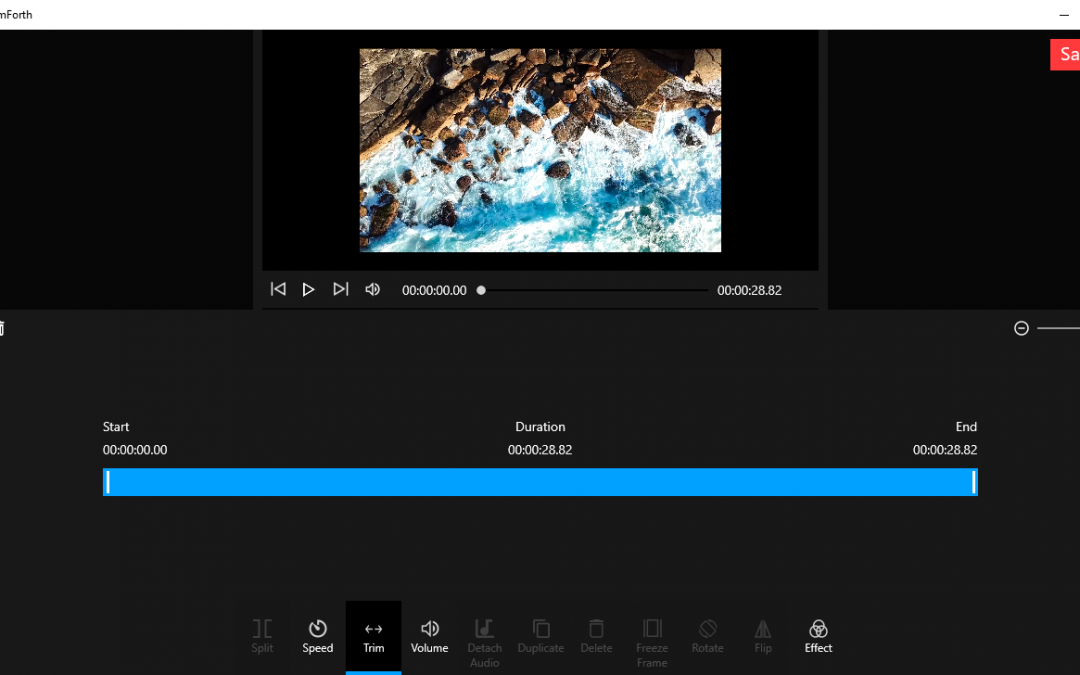 mForth
Sa
00:00:00.00
00:00:28.82
Start Duration End
00:00:00.00 00:00:28.82 00:00:28.82
Split Speed Trim Volume Detach Audio Duplicate Delete Freeze Frame Rotate Flip Effect